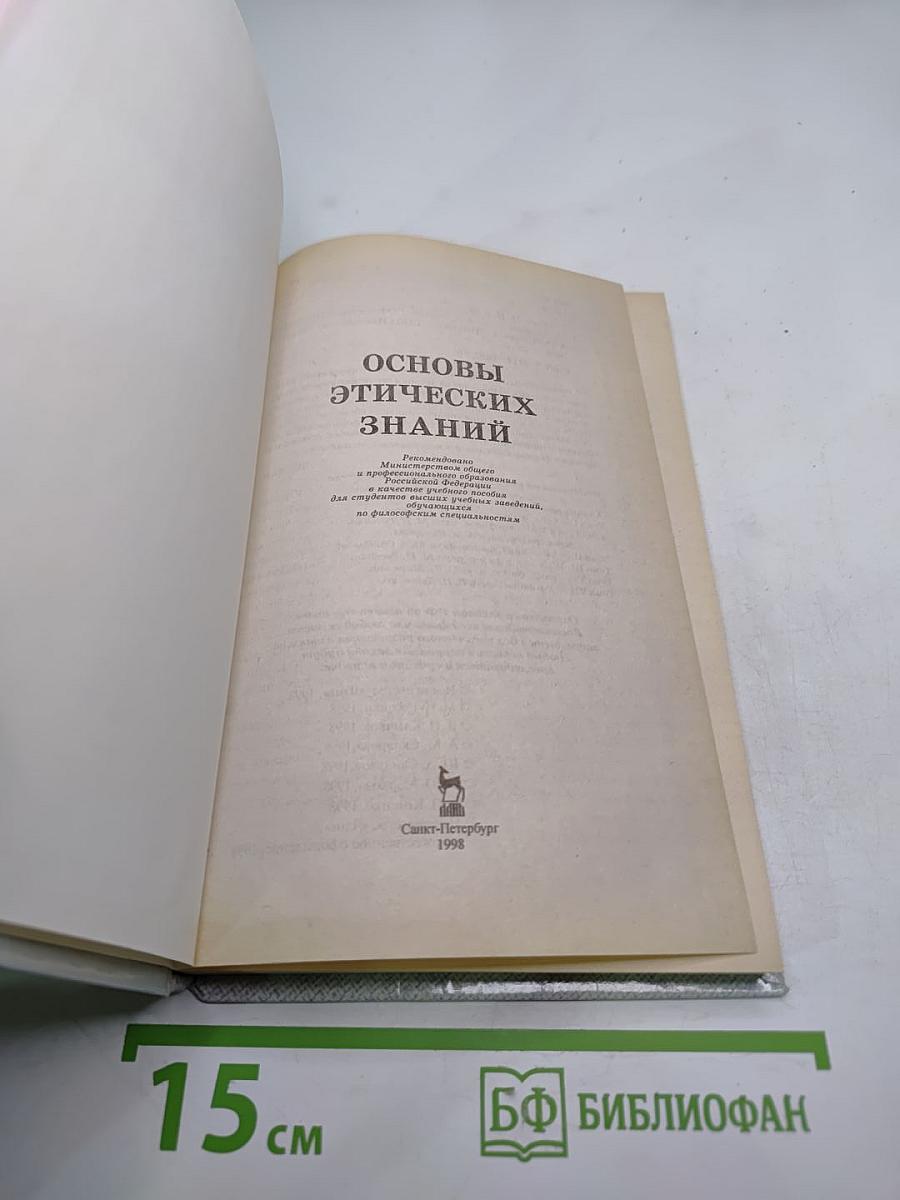 ОСНОВЫ
ЭТИЧЕСКИХ
ЗНАНИЙ
Рекомендовано
Министерством общего
и профессионального образования
Российской Федерации
в качестве учебного пособия
для студентов высших учебных заведений,
обучающихся
по философским специальностям
ЛАНЬ
Санкт-Петербург
1998
15 см
БФ БИБЛИОФАН